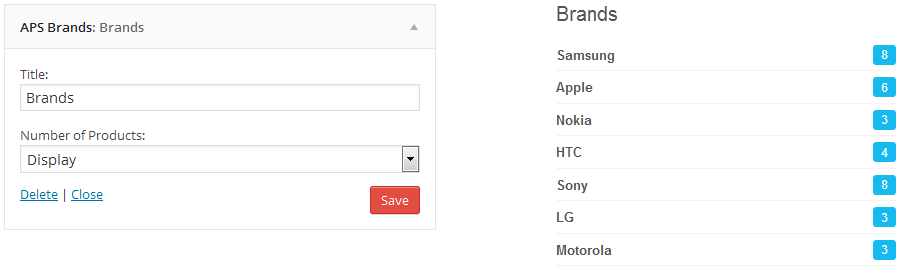 APS Brands: Brands
Title:
Brands
Number of Products:
Display
Delete | Close
Save
Brands
Samsung 8
Apple 6
Nokia 3
HTC 4
Sony 8
LG 3
Motorola 3